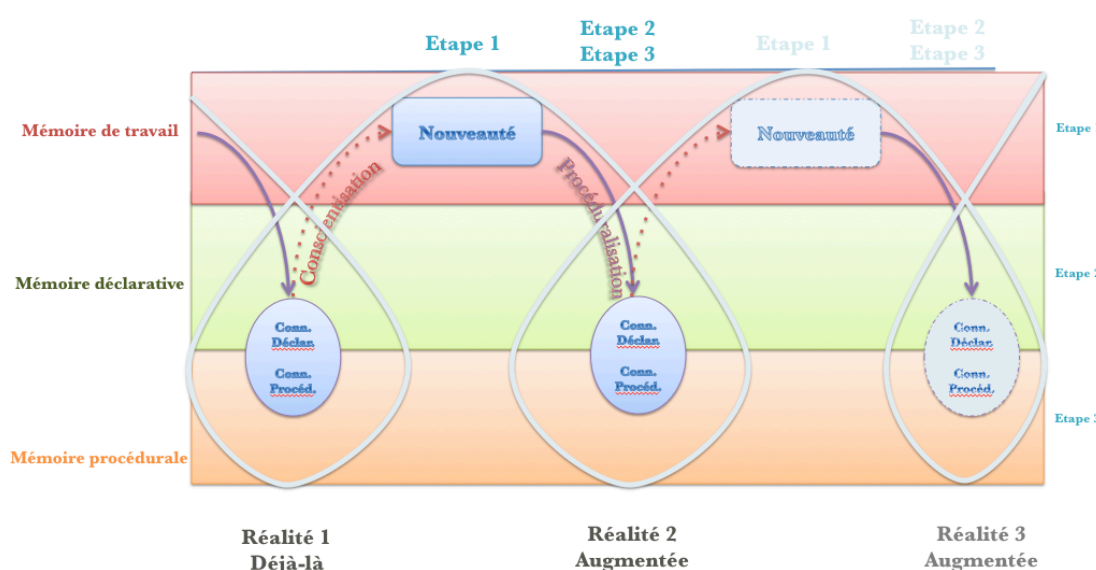 Etape 1
Etape 2
Etape 3
Etape 1
Etape 2
Etape 3
Mémoire de travail
Nouveauté
Nouveauté
Etape 1
Conscientisation
Procéduralisation
Mémoire déclarative
Etape 2
Conn.
Déclar.
Conn.
Procéd.
Conn.
Déclar.
Conn.
Procéd.
Conn.
Déclar.
Conn.
Procéd.
Etape 3
Mémoire procédurale
Réalité 1
Déjà-là
Réalité 2
Augmentée
Réalité 3
Augmentée